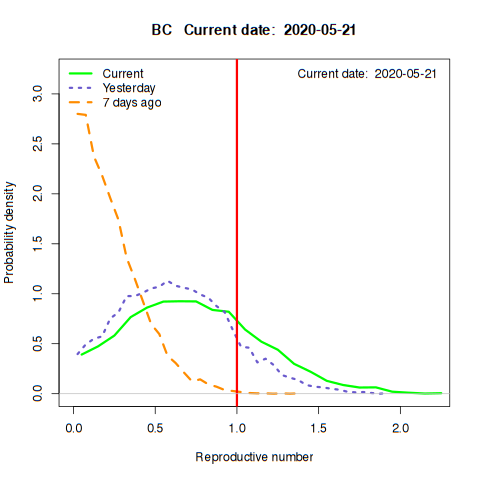 BC   Current date:  2020-05-21
Current
Yesterday
7 days ago
Current date:  2020-05-21
Probability density
3.0
2.5
2.0
1.5
1.0
0.5
0.0
0.0 0.5 1.0 1.5 2.0
Reproductive number